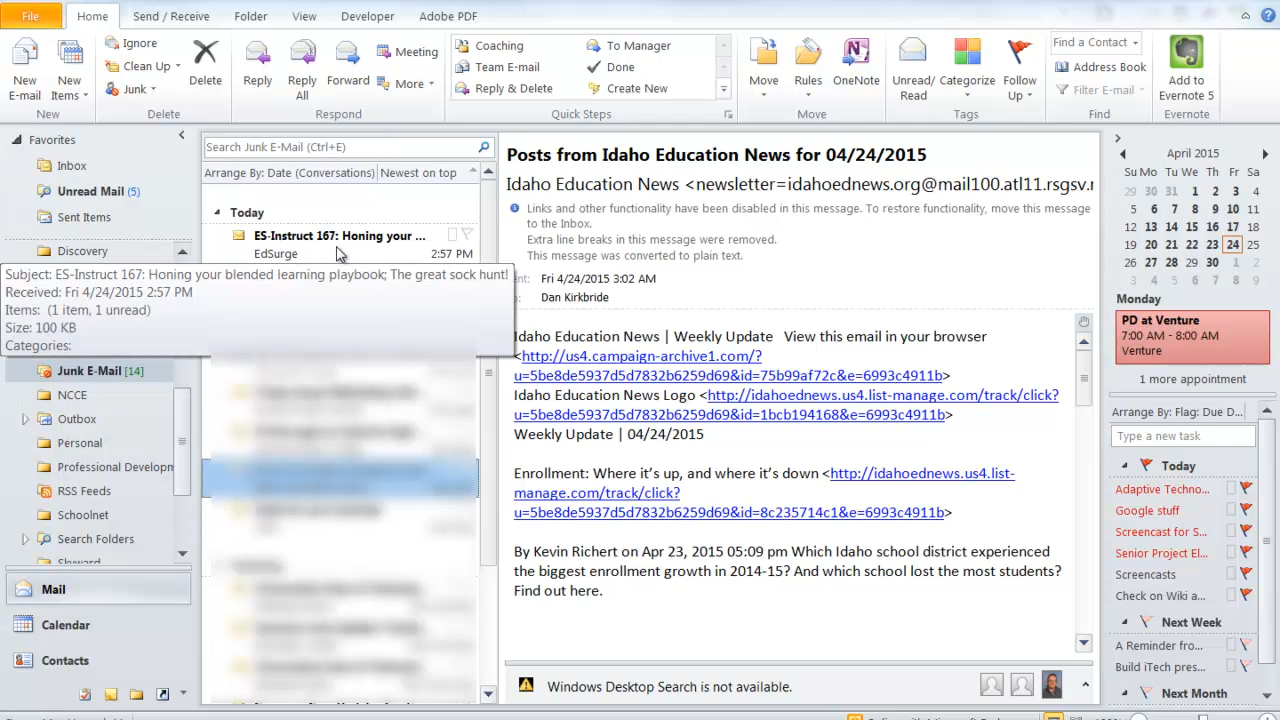 File Home Send / Receive Folder View Developer Adobe PDF
New E-mail
New Items
Ignore
Clean Up
Junk
Delete
Reply
Reply All
Forward
Meeting
More
Coaching
Team E-mail
Reply & Delete
To Manager
Done
Create New
Move
Rules
OneNote
Unread/ Read
Categorize
Follow Up
Find a Contact
Address Book
Filter E-mail
Add to Evernote 5
New Delete Respond Quick Steps Move Tags Find Evernote
Favorites
Inbox
Unread Mail (5)
Sent Items
Discovery
Search Junk E-Mail (Ctrl+E)
Arrange By: Date (Conversations) Newest on top
Today
ES-Instruct 167: Honing your ...
EdSurge 2:57 PM
Subject: ES-Instruct 167: Honing your blended learning playbook; The great sock hunt!
Received: Fri 4/24/2015 2:57 PM
Items: (1 item, 1 unread)
Size: 100 KB
Categories:
Junk E-Mail [14]
NCCE
Outbox
Personal
Professional Developm
RSS Feeds
Schoolnet
Search Folders
Mail
Calendar
Contacts
Posts from Idaho Education News for 04/24/2015
Idaho Education News <newsletter=idahoednews.org@mail100.atl11.rsgsv.r
Links and other functionality have been disabled in this message. To restore functionality, move this message
to the Inbox.
Extra line breaks in this message were removed.
This message was converted to plain text.
Fri 4/24/2015 3:02 AM
Dan Kirkbride
Idaho Education News | Weekly Update View this email in your browser
<http://us4.campaign-archive1.com/?
u=5be8de5937d5d7832b6259d69&id=75b99af72c&e=6993c4911b>
Idaho Education News Logo <http://idahoednews.us4.list-manage.com/track/click?
u=5be8de5937d5d7832b6259d69&id=1bcb194168&e=6993c4911b>
Weekly Update | 04/24/2015
Enrollment: Where it’s up, and where it’s down <http://idahoednews.us4.list-
manage.com/track/click?
u=5be8de5937d5d7832b6259d69&id=8c235714c1&e=6993c4911b>
By Kevin Richert on Apr 23, 2015 05:09 pm Which Idaho school district experienced
the biggest enrollment growth in 2014-15? And which school lost the most students?
Find out here.
Windows Desktop Search is not available.
April 2015
Su Mo Tu We Th Fr Sa
29 30 31 1 2 3 4
5 6 7 8 9 10 11
12 13 14 15 16 17 18
19 20 21 22 23 24 25
26 27 28 29 30 1 2
3 4 5 6 7 8 9
Monday
PD at Venture
7:00 AM - 8:00 AM
Venture
1 more appointment
Arrange By: Flag: Due D...
Type a new task
Today
Adaptive Techno...
Google stuff
Screencast for S...
Senior Project El...
Screencasts
Check on Wiki a...
Next Week
A Reminder fro...
Build iTech pres...
Next Month